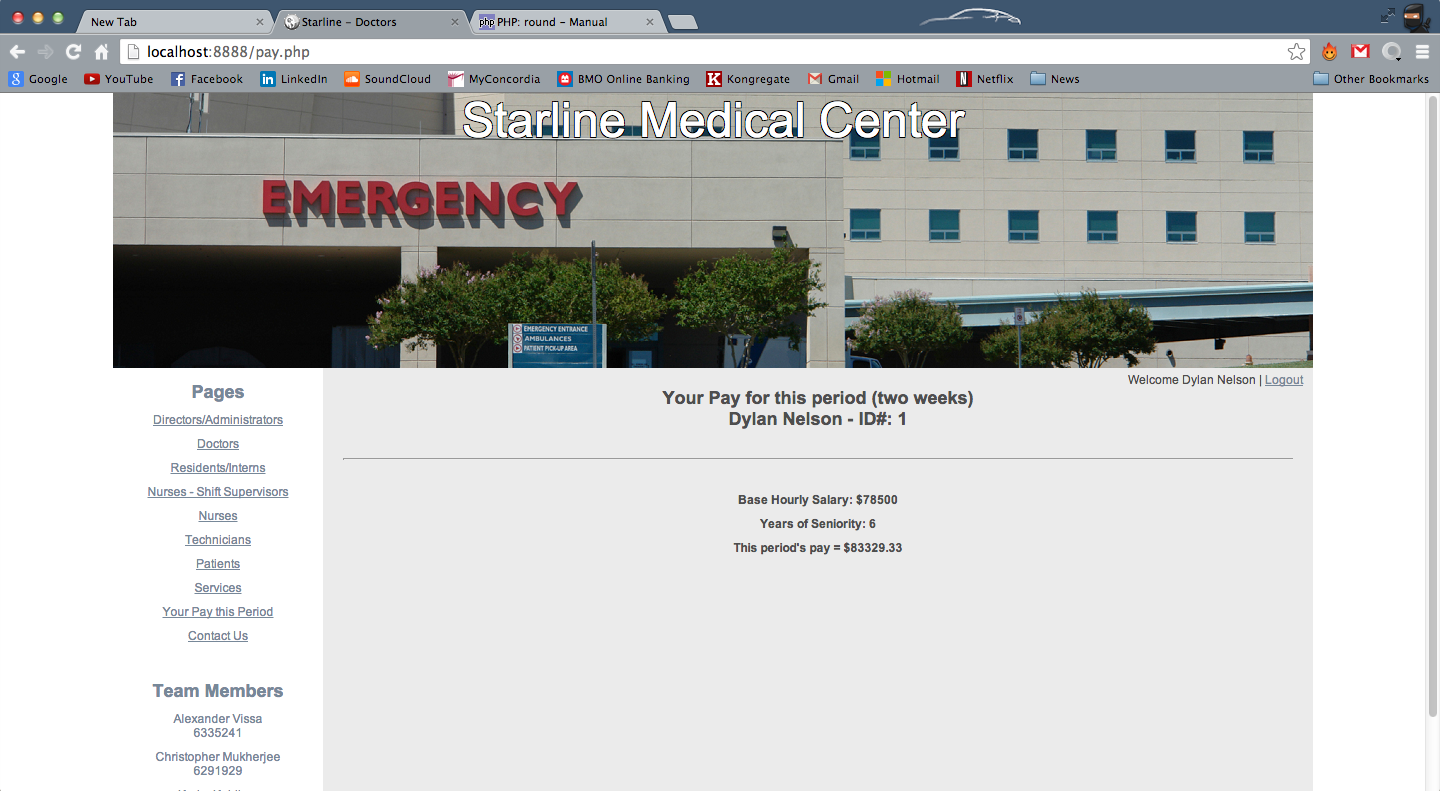 New Tab
Starline – Doctors
php PHP: round – Manual
localhost:8888/pay.php
Google YouTube Facebook LinkedIn SoundCloud MyConcordia BMO Online Banking Kongregate Gmail Hotmail Netflix News Other Bookmarks
Starline Medical Center
EMERGENCY
EMERGENCY ENTRANCE
AMBULANCES
PATIENT PICK-UP AREA
Welcome Dylan Nelson | Logout
Pages
Directors/Administrators
Doctors
Residents/Interns
Nurses - Shift Supervisors
Nurses
Technicians
Patients
Services
Your Pay this Period
Contact Us
Team Members
Alexander Vissa
6335241
Christopher Mukherjee
6291929
Your Pay for this period (two weeks)
Dylan Nelson - ID#: 1
Base Hourly Salary: $78500
Years of Seniority: 6
This period's pay = $83329.33